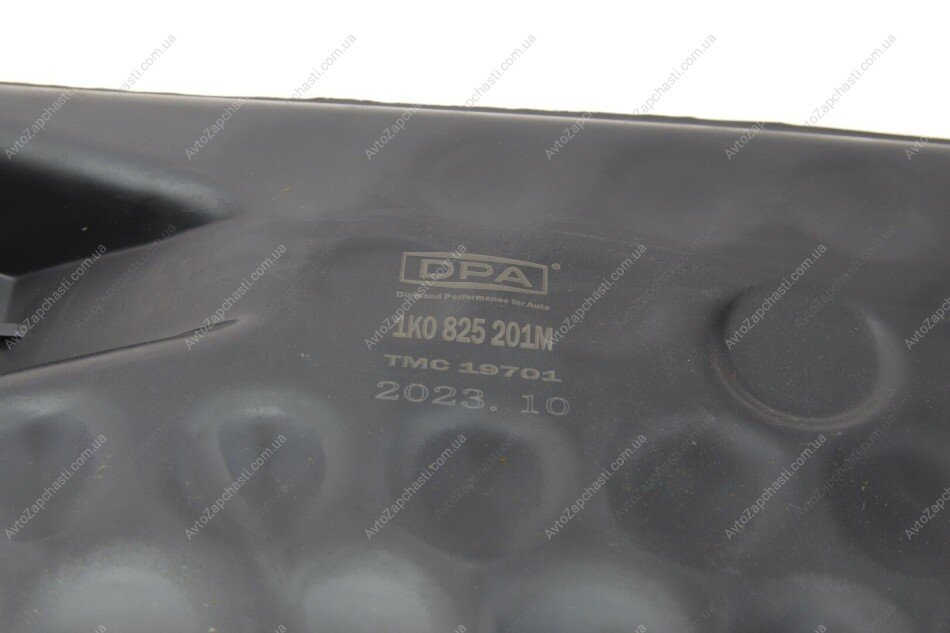 DPA®
Diamond Performance for Auto
1K0 825 201M
TMC 19701
2023.10
AvtoZapchasti.com.ua